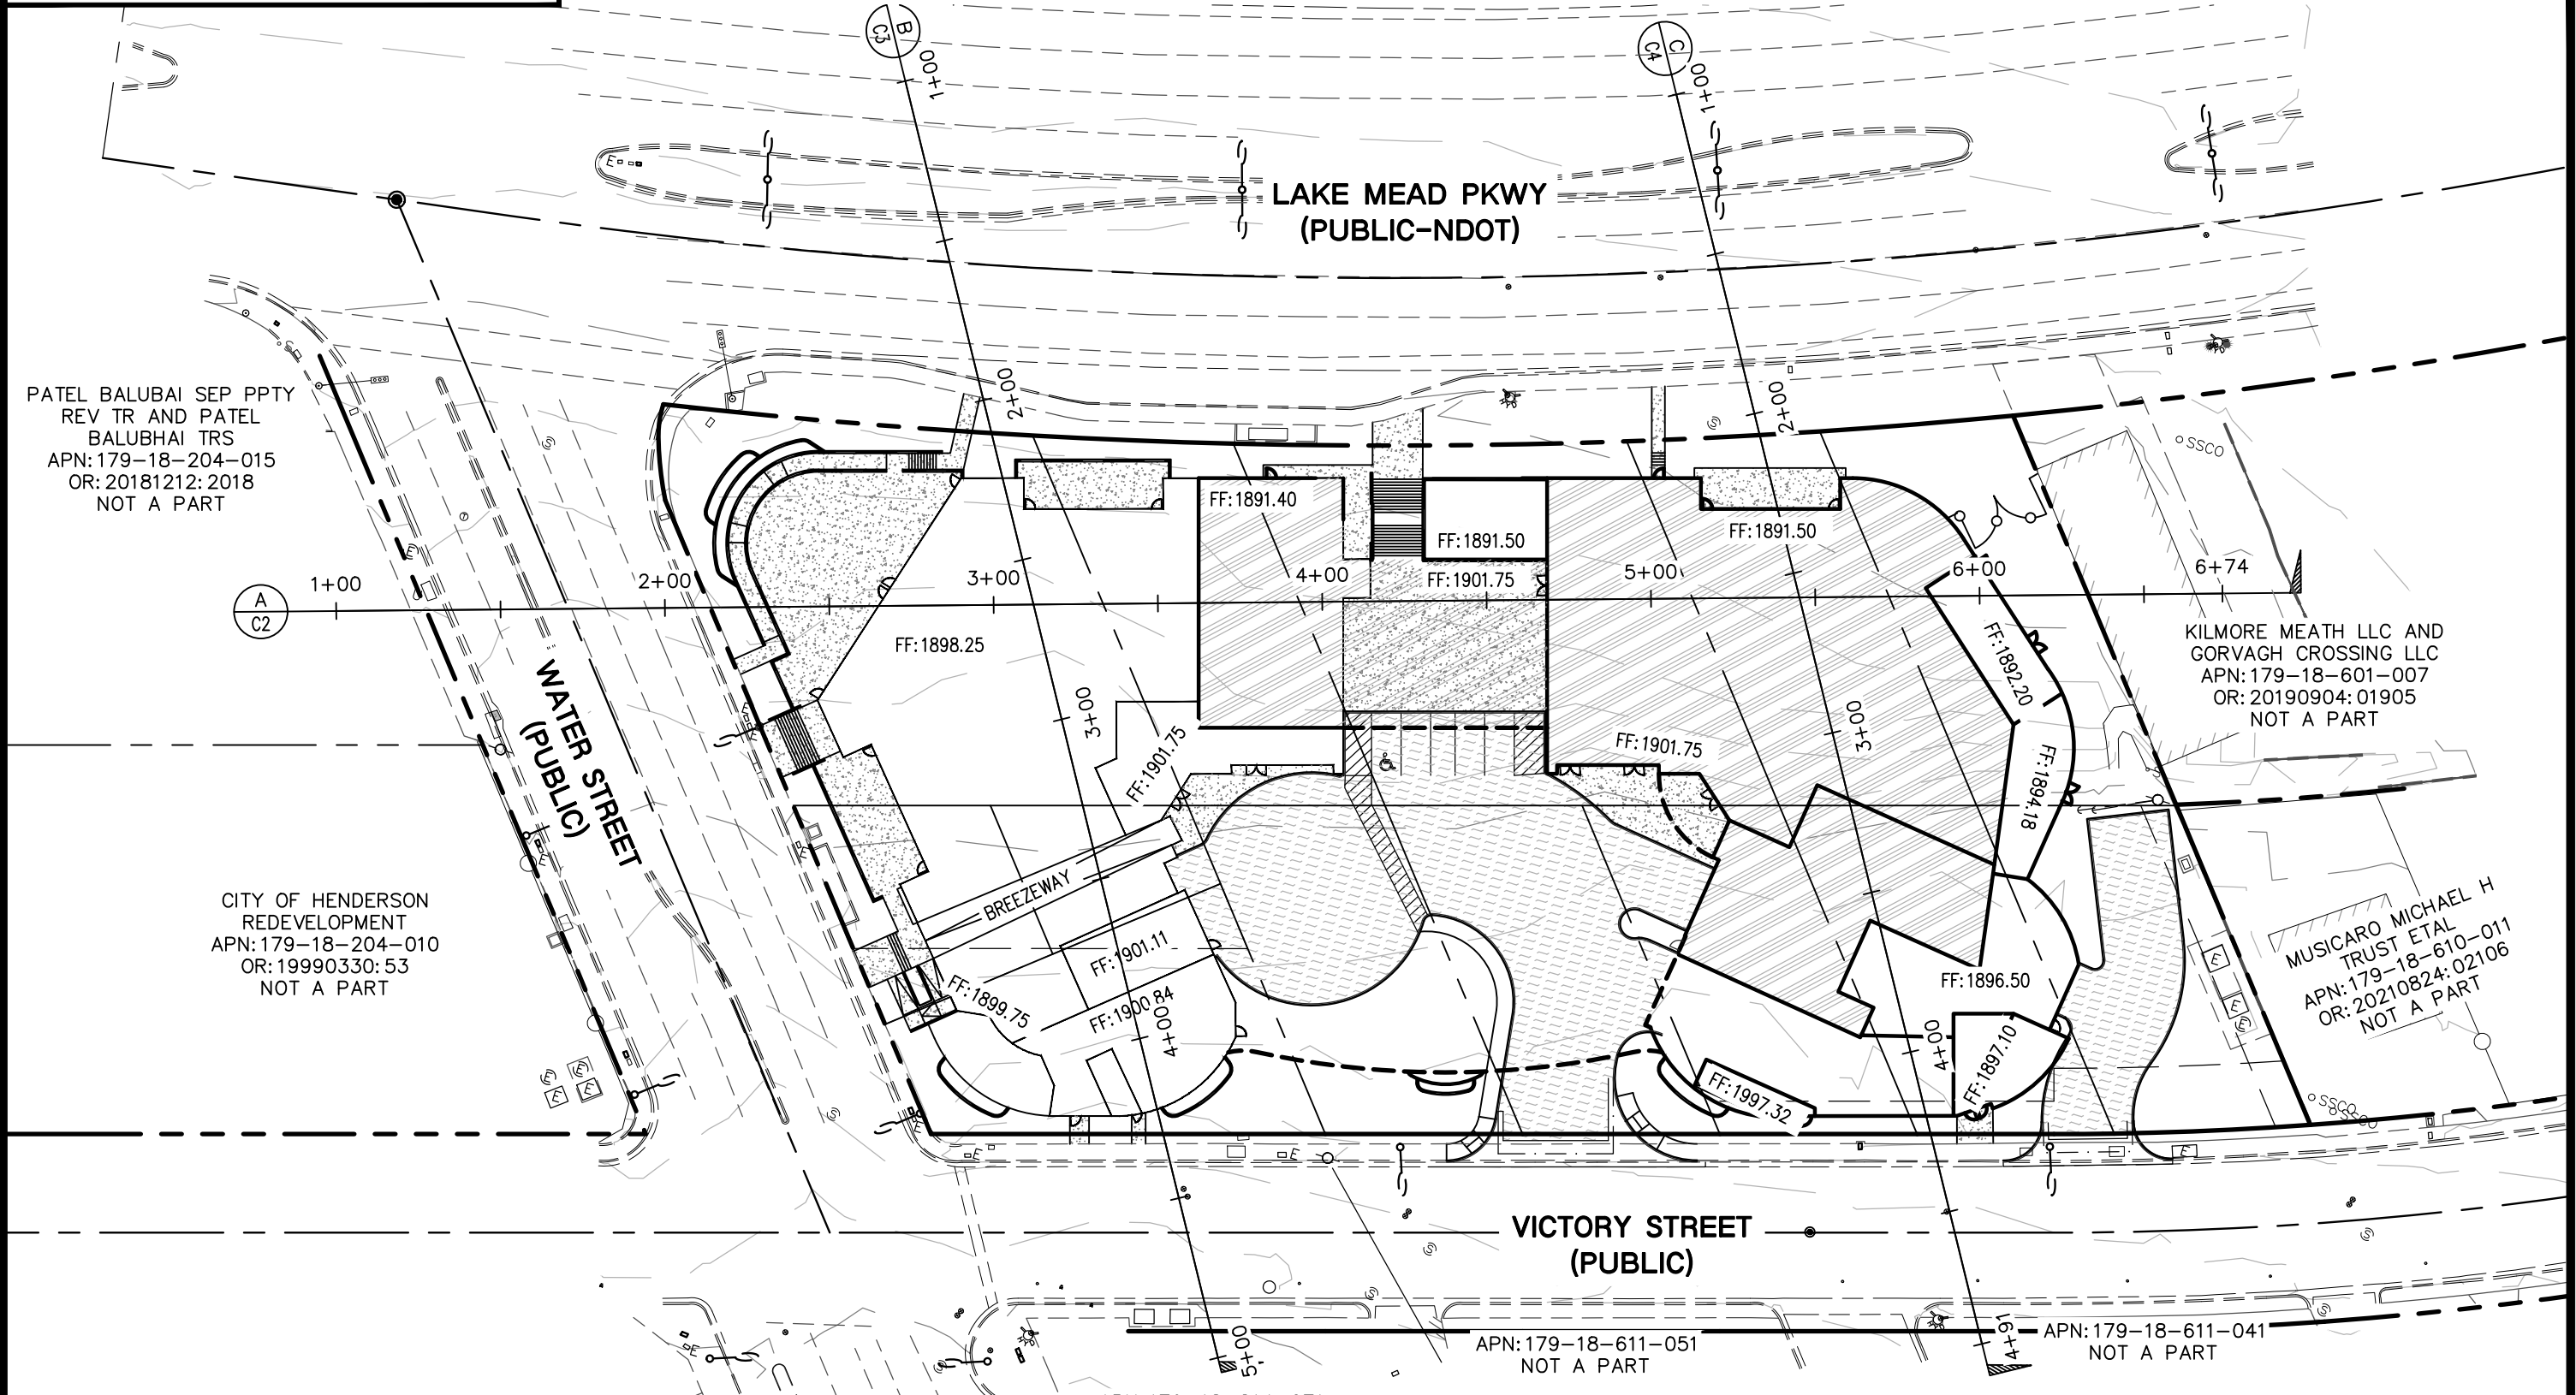 B
C3
1+00
C
C4
1+00
E
LAKE MEAD PKWY
(PUBLIC-NDOT)
PATEL BALUBAI SEP PPTY
REV TR AND PATEL
BALUBHAI TRS
APN:179-18-204-015
OR: 20181212:2018
NOT A PART
2+00
2+00
SSCO
FF:1891.40
FF:1891.50
FF:1891.50
A
C2
1+00
2+00
3+00
4+00
FF:1901.75
5+00
6+00
6+74
FF:1898.25
FF:1892.20
KILMORE MEATH LLC AND
GORVAGH CROSSING LLC
APN:179-18-601-007
OR:20190904:01905
NOT A PART
WATER STREET
(PUBLIC)
3+00
FF:1901.75
FF:1901.75
3+00
FF:1894.18
BREEZEWAY
CITY OF HENDERSON
REDEVELOPMENT
APN:179-18-204-010
OR:19990330:53
NOT A PART
MUSICARO MICHAEL H
TRUST ETAL
APN:179-18-610-011
OR:20210824:02106
NOT A PART
FF:1901.11
FF:1899.75
FF:1900.84
4+00
FF:1896.50
4+00
FF:1897.10
FF:1997.32
SSCO
SSCO
E
E
VICTORY STREET
(PUBLIC)
5+00
4+91
APN:179-18-611-051
NOT A PART
APN:179-18-611-041
NOT A PART